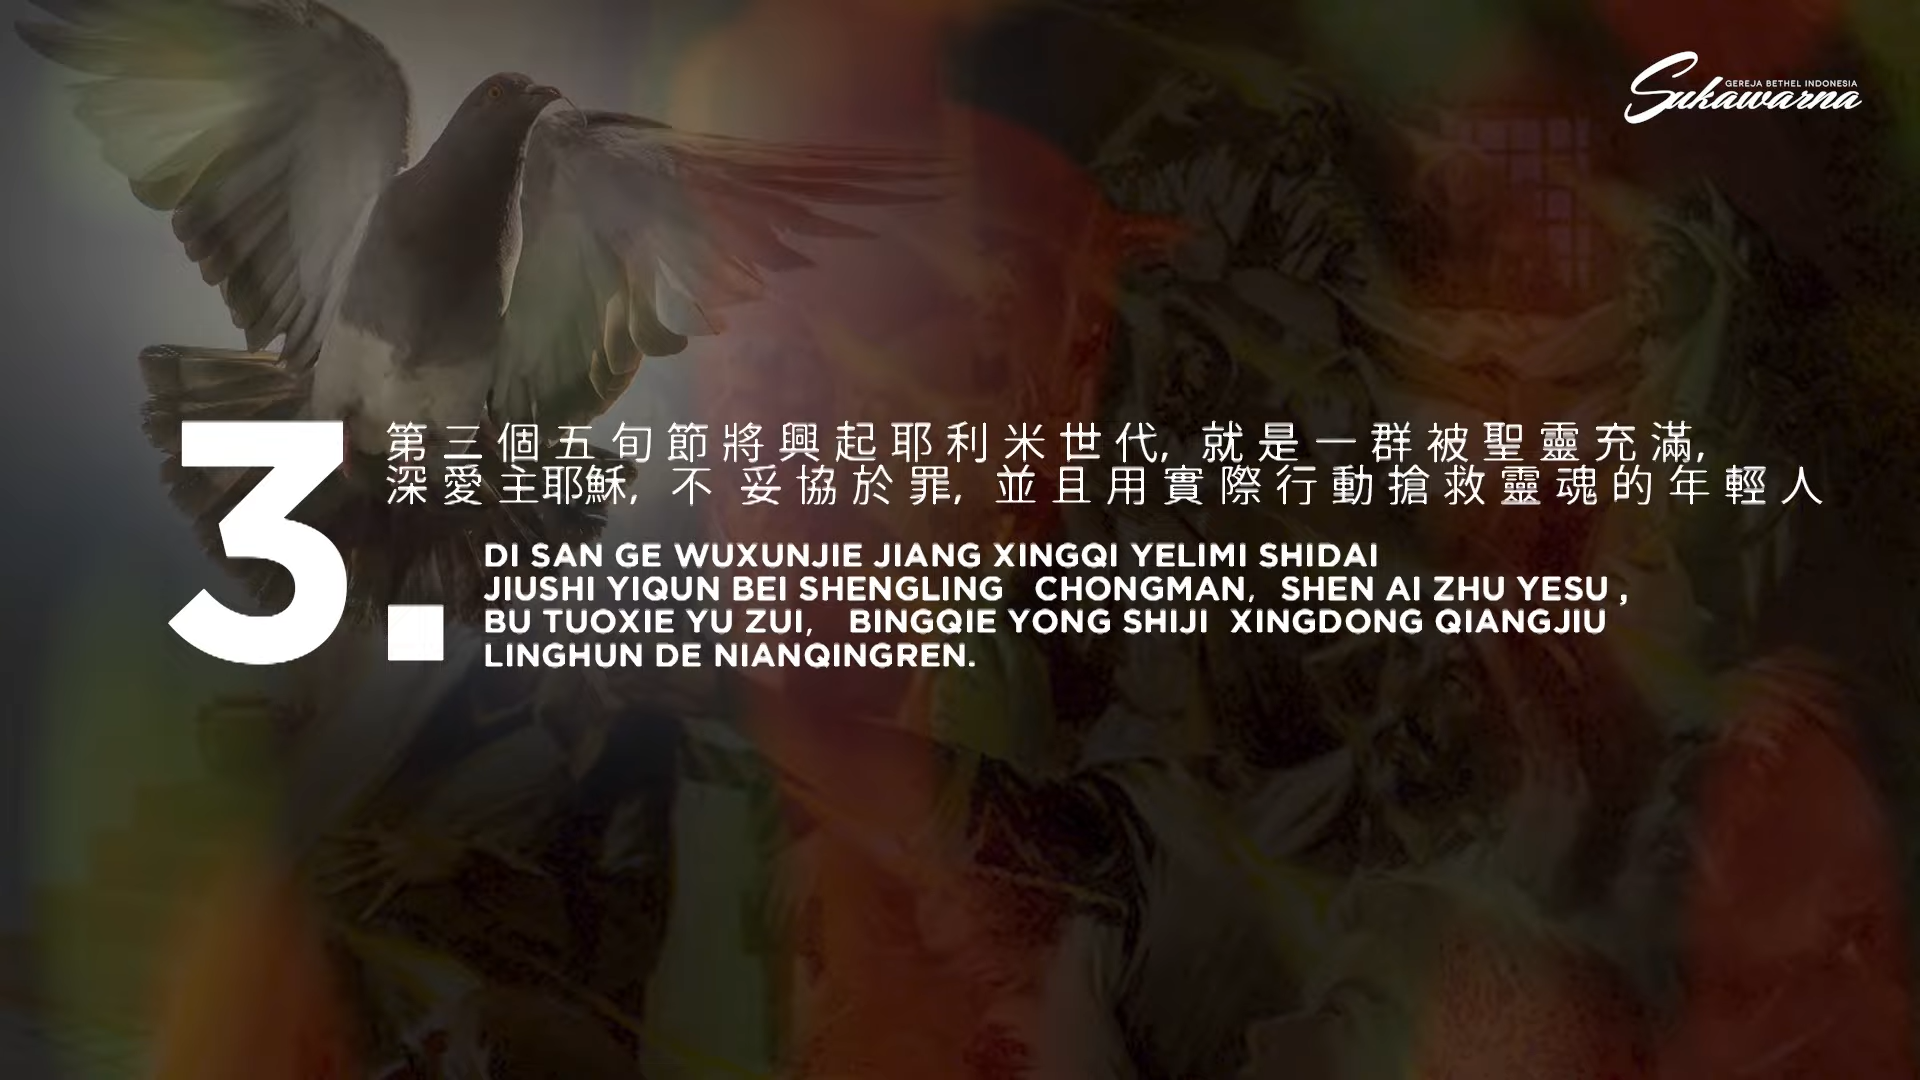 GEREJA BETHEL INDONESIA
Sukawarna
3.
第三個五旬節將興起耶利米世代, 就是一群被聖靈充滿,
深愛主耶穌, 不妥協於罪, 並且用實際行動搶救靈魂的年輕人
DI SAN GE WUXUNJIE JIANG XINGQI YELIMI SHIDAI
JIUSHI YIQUN BEI SHENGLING CHONGMAN, SHEN AI ZHU YESU ,
BU TUOXIE YU ZUI, BINGQIE YONG SHIJI XINGDONG QIANGJIU
LINGHUN DE NIANQINGREN.